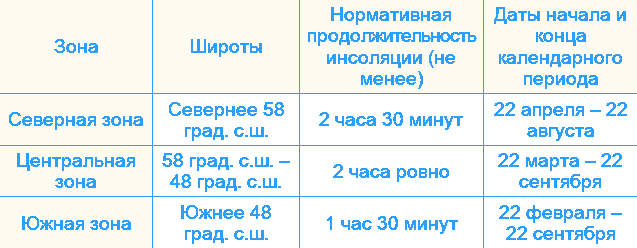 Зона
Широты
Нормативная
продолжительность
инсоляции (не
менее)
Даты начала и
конца
календарного
периода
Северная зона
Севернее 58
град. с.ш.
2 часа 30 минут
22 апреля – 22
августа
Центральная
зона
58 град. с.ш. –
48 град. с.ш.
2 часа ровно
22 марта – 22
сентября
Южная зона
Южнее 48
град. с.ш.
1 час 30 минут
22 февраля –
22 сентября